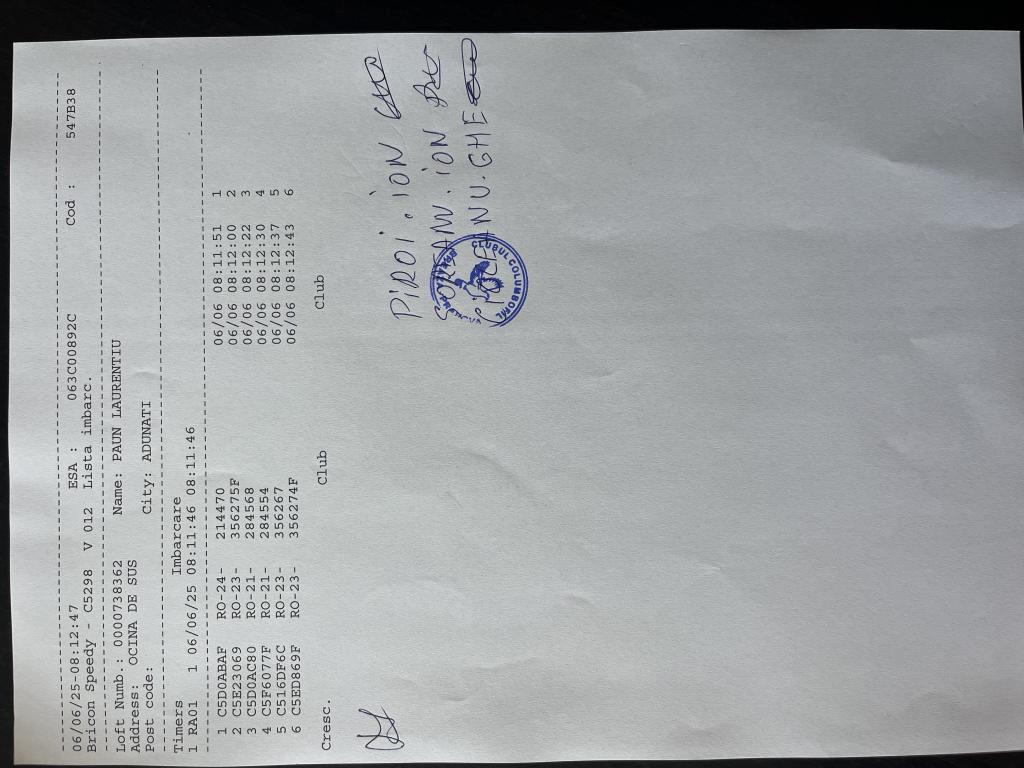 --------------------------------------------------------------------------------
06/06/25-08:12:47 ESA : 063C00892C Cod : 547B38
Bricon Speedy - C5298 V 012 Lista imbarc.
--------------------------------------------------------------------------------
Loft Numb.: 0000738362 Name: PAUN LAURENTIU
Address: OCINA DE SUS
Post code: City: ADUNATI
--------------------------------------------------------------------------------
Timers Imbarcare
1 RA01 1 06/06/25 08:11:46 08:11:46
--------------------------------------------------------------------------------
1 C5D0ABAF RO-24- 214470 06/06 08:11:51 1
2 C5E23069 RO-23- 356275F 06/06 08:12:00 2
3 C5D0AC80 RO-21- 284568 06/06 08:12:22 3
4 C5F6077F RO-21- 284554 06/06 08:12:30 4
5 C516DF6C RO-23- 356267 06/06 08:12:37 5
6 C5ED869F RO-23- 356274F 06/06 08:12:43 6
Cresc. Club Club
PIROI.ION
ION
GHE
CLUBUL COLUMBOFIL